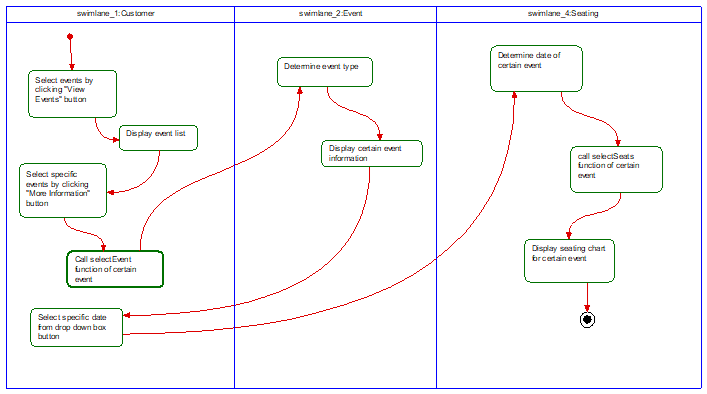 swimlane_1:Customer
swimlane_2:Event
swimlane_4:Seating
Select events by
clicking "View
Events" button
Display event list
Select specific
events by clicking
"More Information"
button
Call selectEvent
function of certain
event
Select specific date
from drop down box
button
Determine event type
Display certain event
information
Determine date of
certain event
call selectSeats
function of certain
event
Display seating chart
for certain event